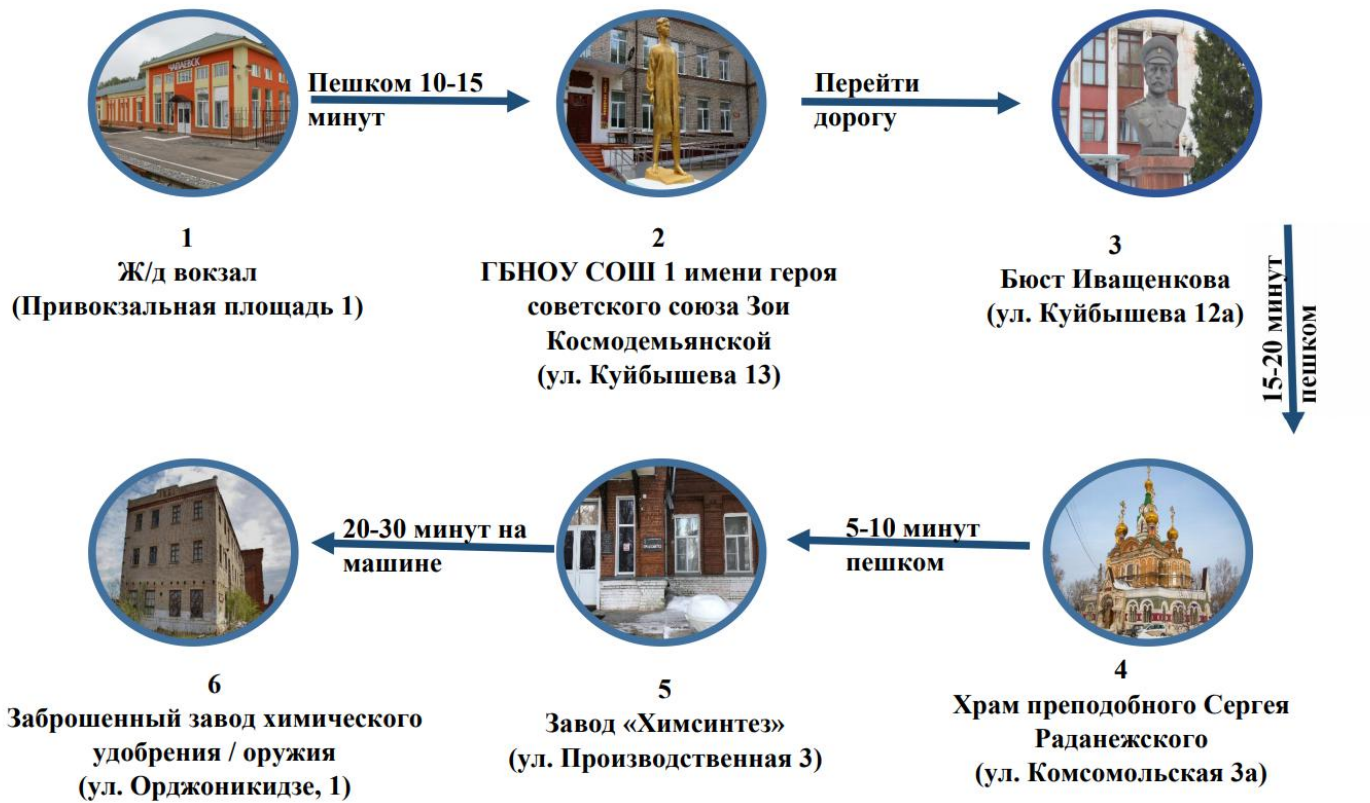 ЧАПАЕВСК
Пешком 10-15
минут
Перейти
дорогу
1
Ж/д вокзал
(Привокзальная площадь 1)
2
ГБНОУ СОШ 1 имени героя
советского союза Зои
Космодемьянской
(ул. Куйбышева 13)
3
Бюст Иващенкова
(ул. Куйбышева 12а)
15-20 минут
пешком
4
Храм преподобного Сергея
Раданежского
(ул. Комсомольская 3а)
5-10 минут
пешком
5
Завод «Химсинтез»
(ул. Производственная 3)
20-30 минут на
машине
6
Заброшенный завод химического
удобрения / оружия
(ул. Орджоникидзе, 1)